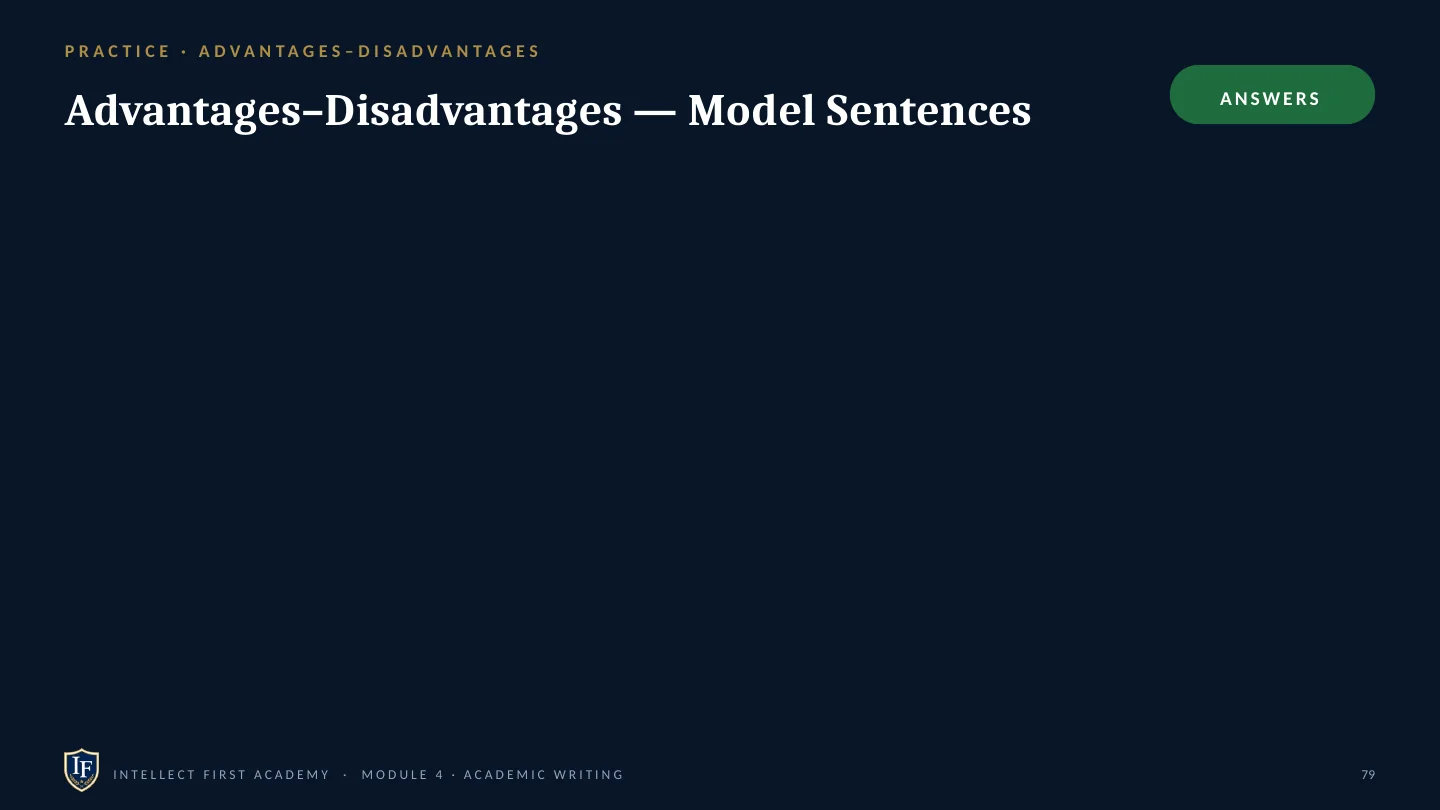 PRACTICE · ADVANTAGES–DISADVANTAGES
Advantages–Disadvantages — Model Sentences
ANSWERS
IF
INTELLECT FIRST ACADEMY · MODULE 4 · ACADEMIC WRITING
79